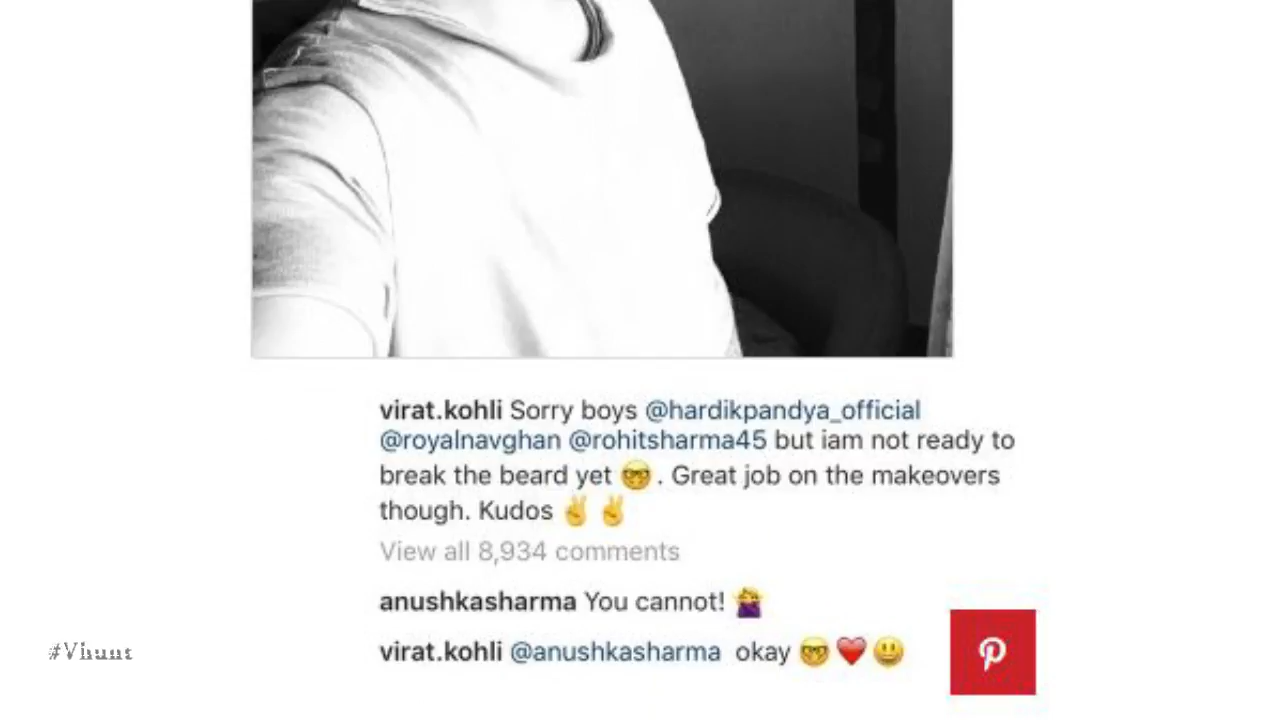 virat.kohli Sorry boys @hardikpandya_official
@royalnavghan @rohitsharma45 but iam not ready to
break the beard yet 🤓. Great job on the makeovers
though. Kudos ✌️ ✌️
View all 8,934 comments
anushkasharma You cannot! 🤷‍♀️
virat.kohli @anushkasharma okay 🤓❤️😃
#Vhunt